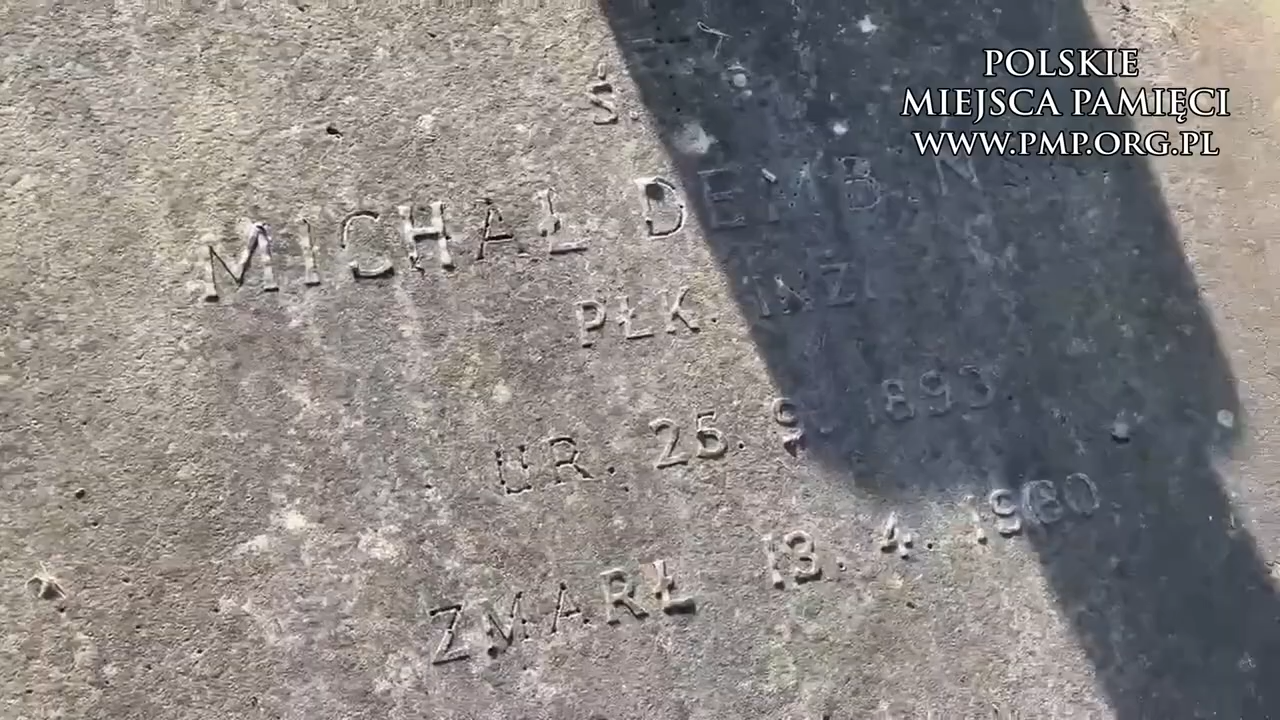 POLSKIE
MIEJSCA PAMIĘCI
WWW.PMP.ORG.PL
Ś.
MICHAŁ
PŁK. INŻ.
UR. 25. 9. 1893
ZMARŁ 13. 4. 1980